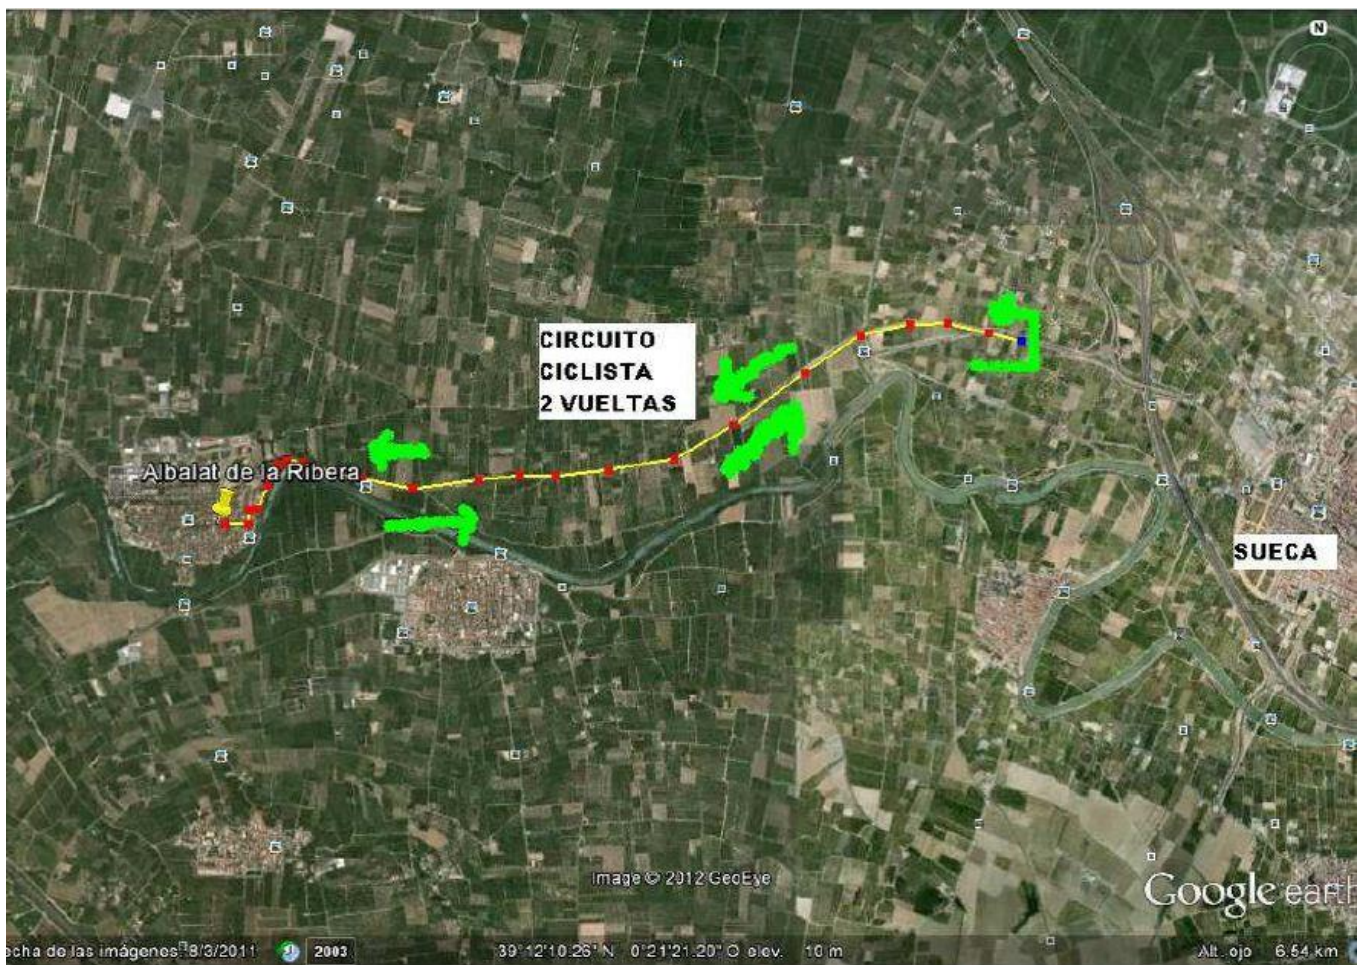 N
CIRCUITO
CICLISTA
2 VUELTAS
Albalat de la Ribera
SUECA
Image © 2012 GeoEye
Google earth
echa de las imágenes: 8/3/2011 2003 39°12'10.26" N 0°21'21.20" O elev. 10 m Alt. ojo 6.54 km